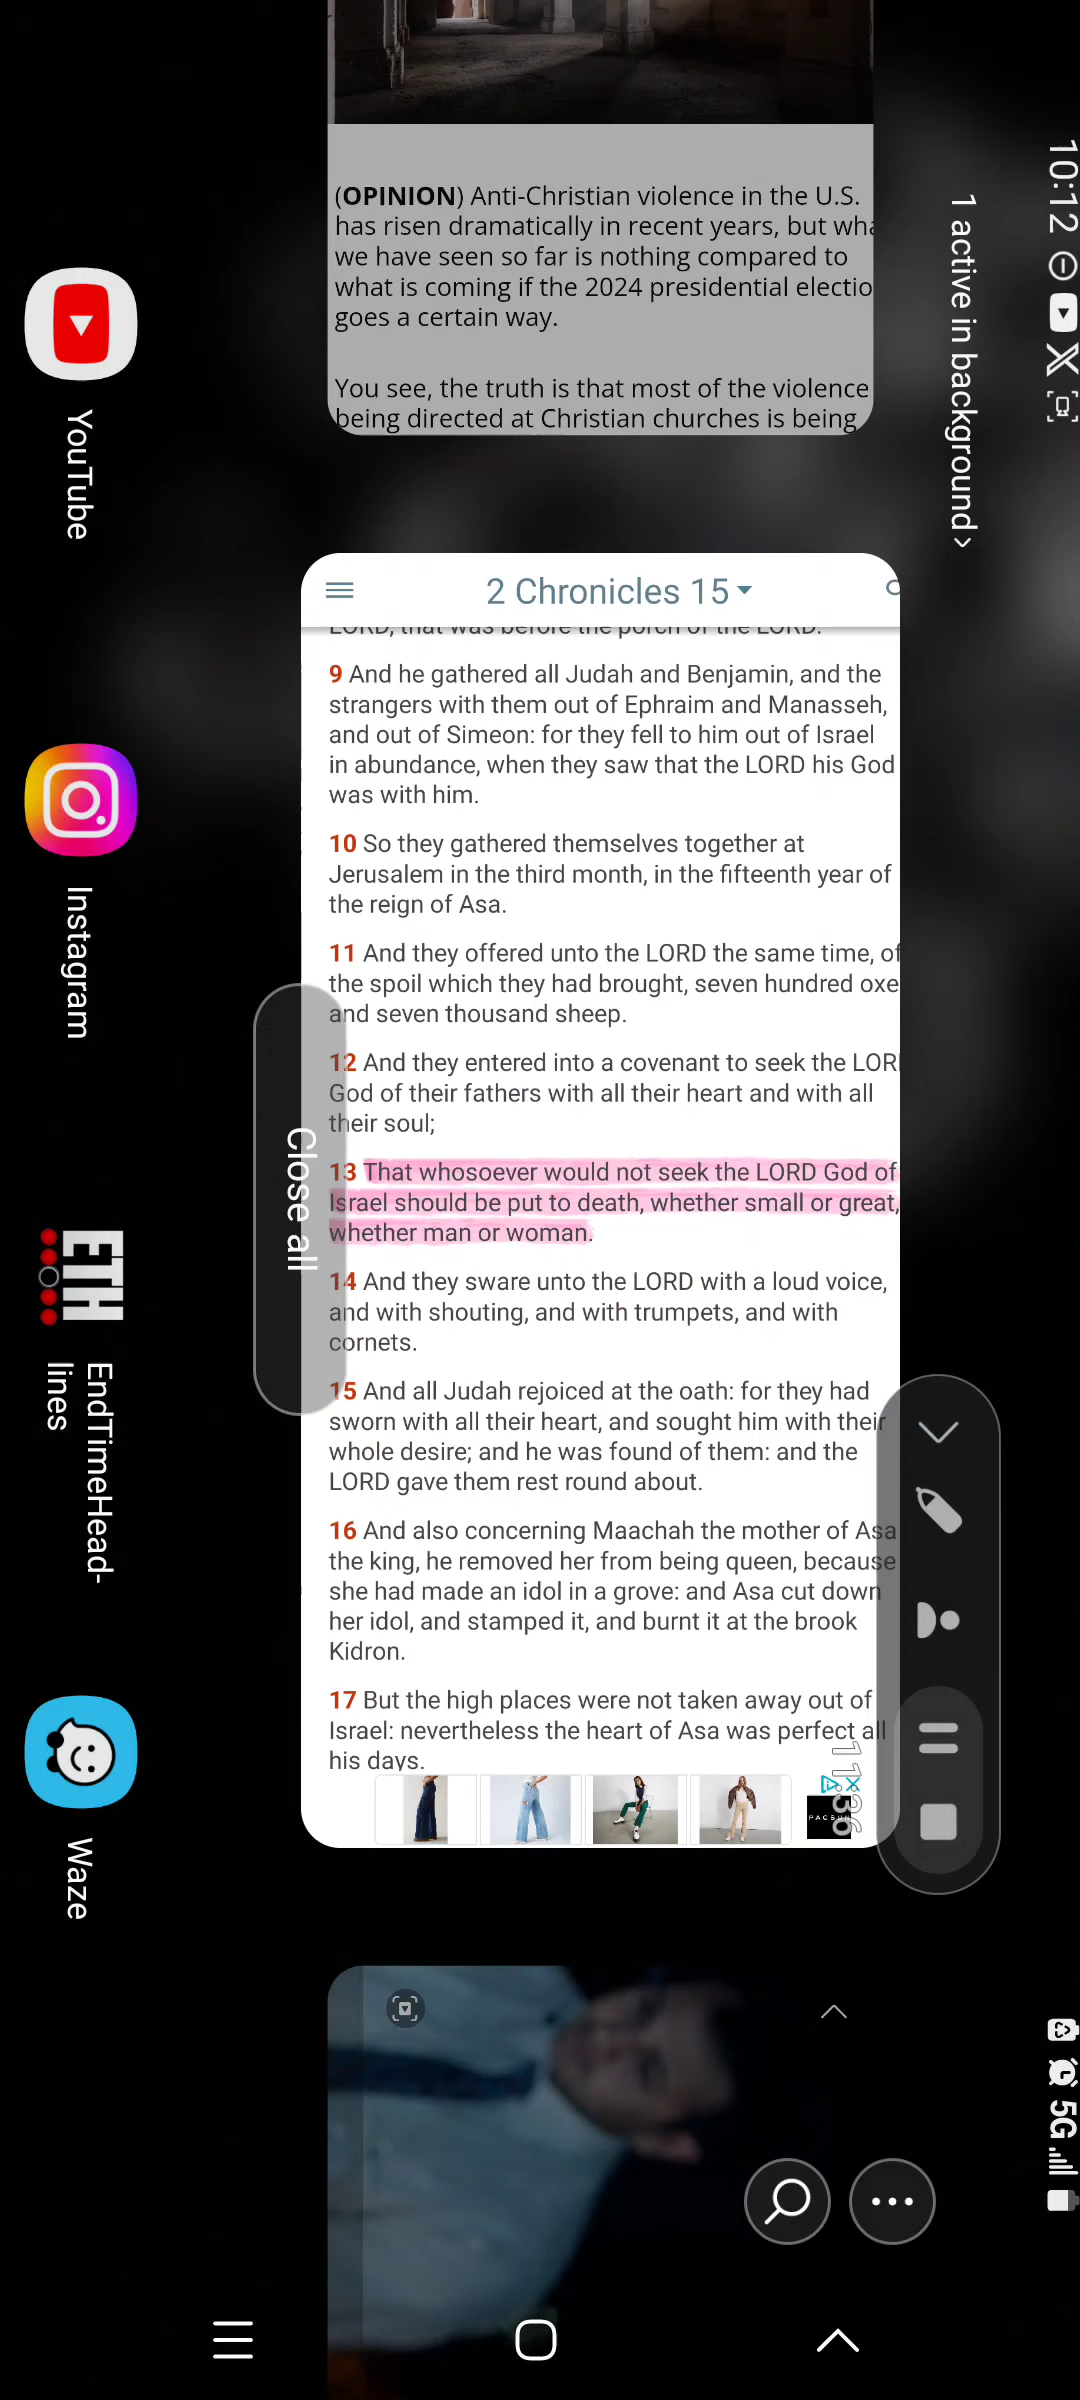 (OPINION) Anti-Christian violence in the U.S.
has risen dramatically in recent years, but
we have seen so far is nothing compared to
what is coming if the 2024 presidential electio
goes a certain way.
You see, the truth is that most of the violence
being directed at Christian churches is being
2 Chronicles 15
LORD, that was before the porch of the LORD.
9 And he gathered all Judah and Benjamin, and the
strangers with them out of Ephraim and Manasseh,
and out of Simeon: for they fell to him out of Israel
in abundance, when they saw that the LORD his God
was with him.
10 So they gathered themselves together at
Jerusalem in the third month, in the fifteenth year of
the reign of Asa.
11 And they offered unto the LORD the same time, of
the spoil which they had brought, seven hundred oxe
and seven thousand sheep.
12 And they entered into a covenant to seek the LOR
God of their fathers with all their heart and with all
their soul;
13 That whosoever would not seek the LORD God of
Israel should be put to death, whether small or great,
whether man or woman.
14 And they sware unto the LORD with a loud voice,
and with shouting, and with trumpets, and with
cornets.
15 And all Judah rejoiced at the oath: for they had
sworn with all their heart, and sought him with their
whole desire; and he was found of them: and the
LORD gave them rest round about.
16 And also concerning Maachah the mother of Asa
the king, he removed her from being queen, because
she had made an idol in a grove: and Asa cut down
her idol, and stamped it, and burnt it at the brook
Kidron.
17 But the high places were not taken away out of
Israel: nevertheless the heart of Asa was perfect all
his days.
PACSUN
11:36
10:12
5G
1 active in background >
Close all
YouTube
Instagram
ETH
EndTimeHead-
lines
Waze